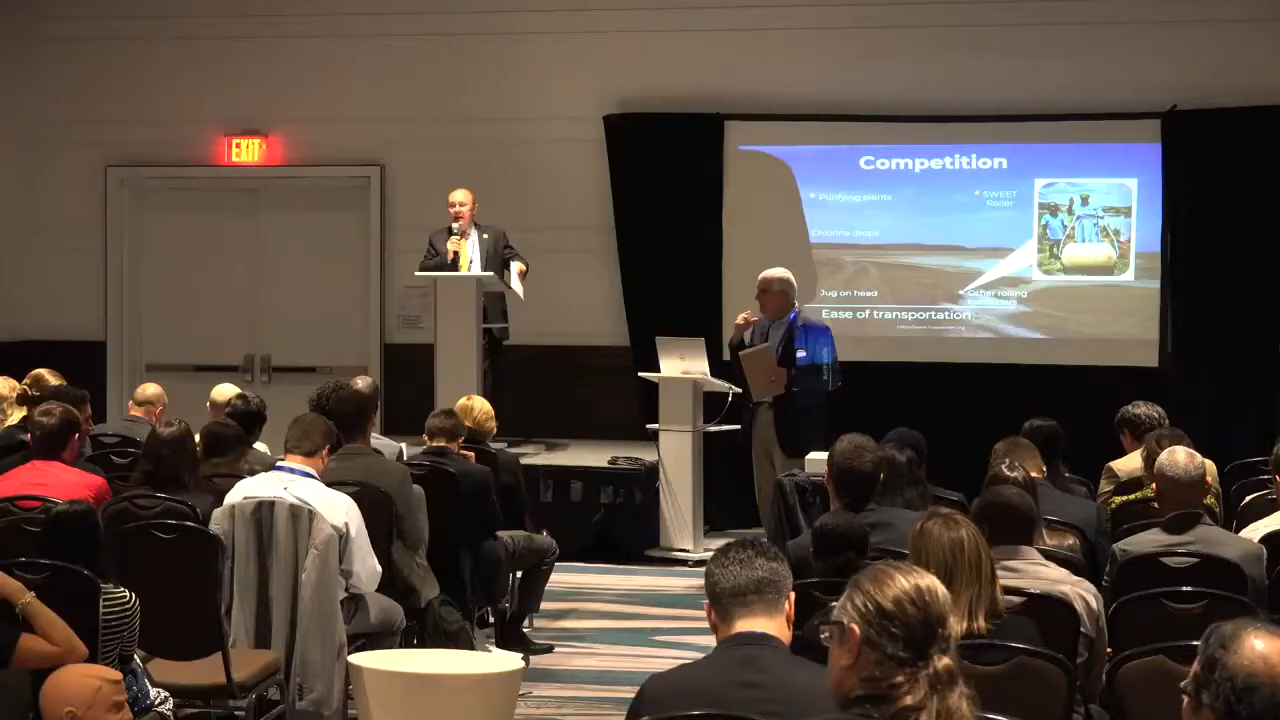 EXIT
Competition
Purifying plants
SWEET
Roller
Chlorine drops
Jug on head
Other rolling
Ease of transportation